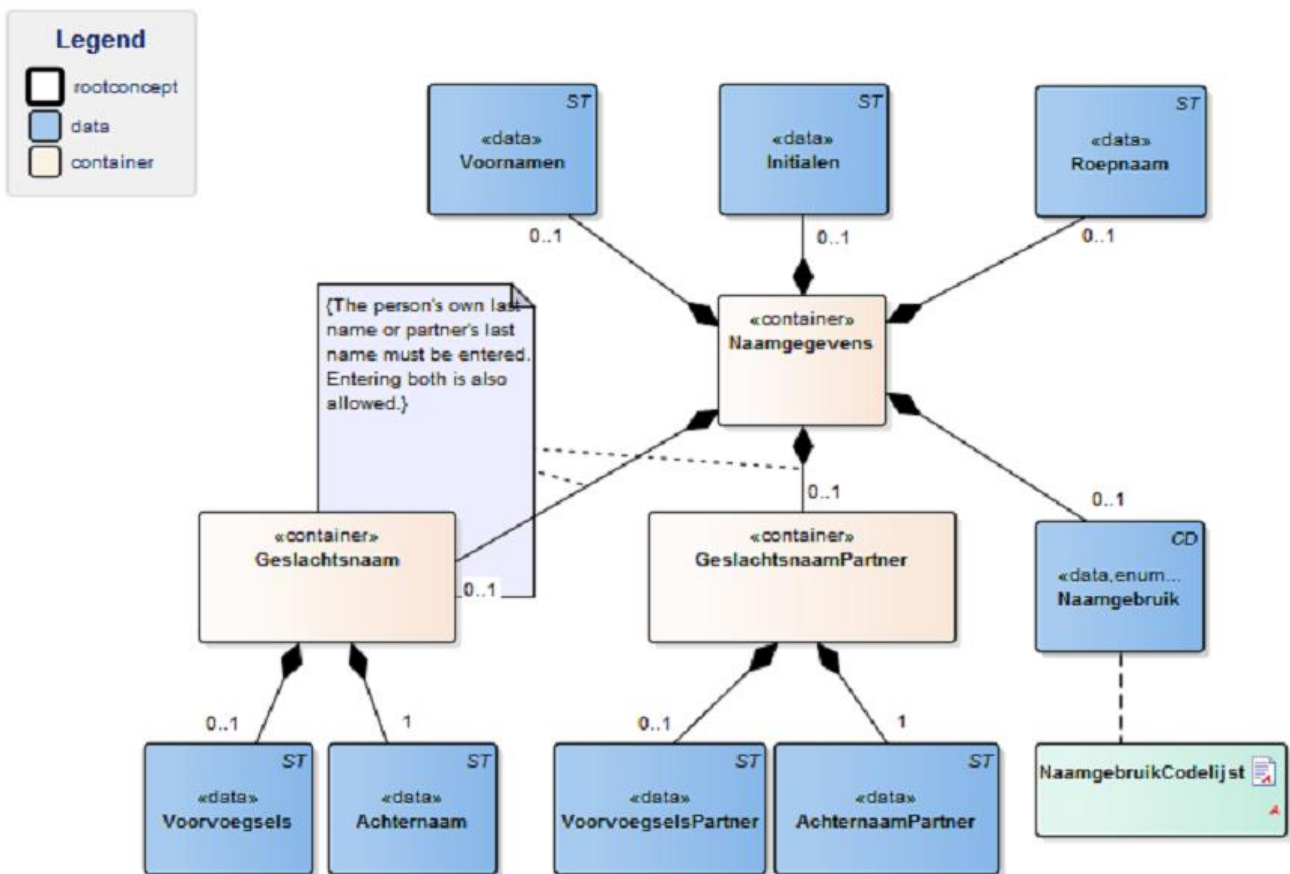 Legend
rootconcept
data
container
ST
«data»
Voornamen
0..1
ST
«data»
Initialen
0..1
ST
«data»
Roepnaam
0..1
{The person's own last
name or partner's last
name must be entered.
Entering both is also
allowed.}
«container»
Naamgegevens
«container»
Geslachtsnaam
0..1
«container»
GeslachtsnaamPartner
0..1
CD
«data,enum...
Naamgebruik
0..1
ST
«data»
Voorvoegsels
0..1
ST
«data»
Achternaam
1
ST
«data»
VoorvoegselsPartner
0..1
ST
«data»
AchternaamPartner
1
NaamgebruikCodelijst
A